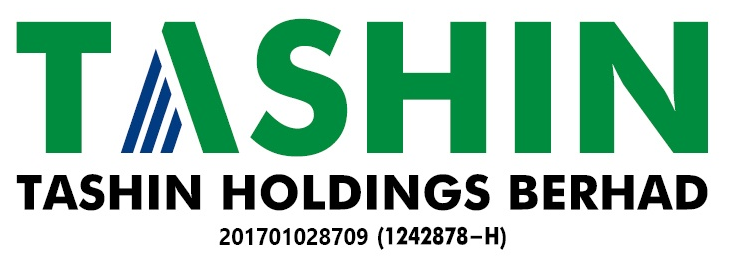 TASHIN
TASHIN HOLDINGS BERHAD
201701028709 (1242878-H)